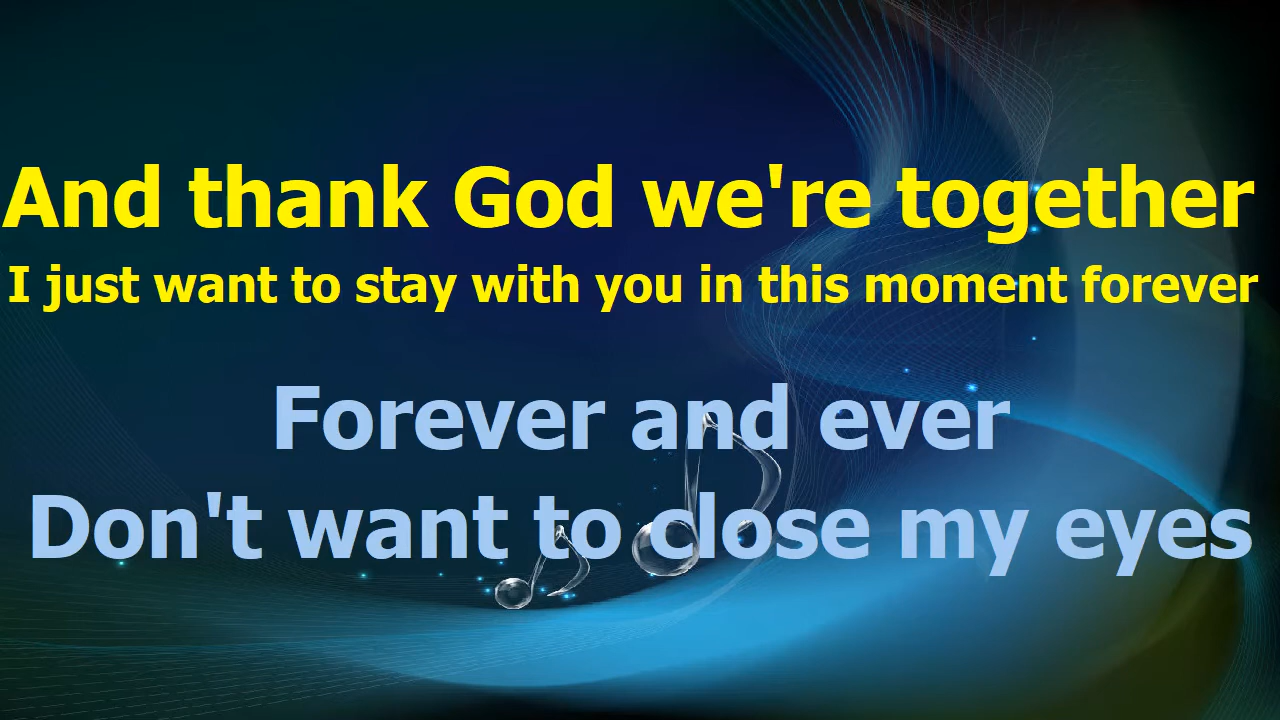 And thank God we're together
I just want to stay with you in this moment forever
Forever and ever
Don't want to close my eyes